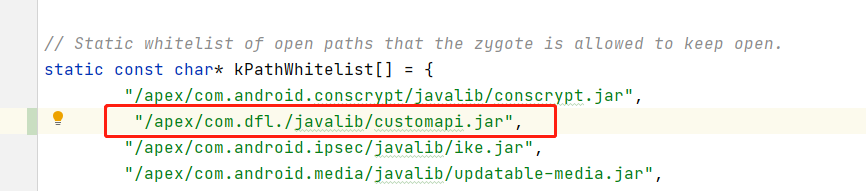 // Static whitelist of open paths that the zygote is allowed to keep open.
static const char* kPathWhitelist[] = {
"/apex/com.android.conscrypt/javalib/conscrypt.jar",
"/apex/com.dfl./javalib/customapi.jar",
"/apex/com.android.ipsec/javalib/ike.jar",
"/apex/com.android.media/javalib/updatable-media.jar",